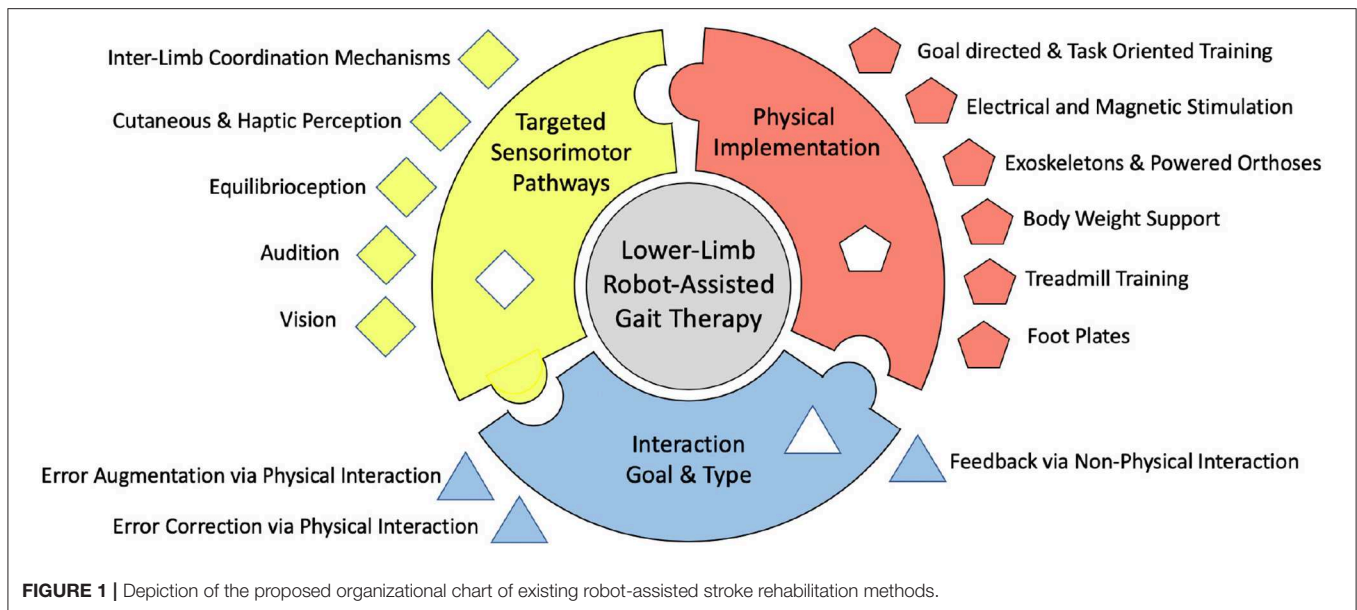 Inter-Limb Coordination Mechanisms
Cutaneous & Haptic Perception
Equilibrioception
Audition
Vision
Targeted
Sensorimotor
Pathways
Physical
Implementation
Goal directed & Task Oriented Training
Electrical and Magnetic Stimulation
Exoskeletons & Powered Orthoses
Body Weight Support
Treadmill Training
Foot Plates
Lower-Limb
Robot-Assisted
Gait Therapy
Interaction
Goal & Type
Error Augmentation via Physical Interaction
Error Correction via Physical Interaction
Feedback via Non-Physical Interaction
FIGURE 1 | Depiction of the proposed organizational chart of existing robot-assisted stroke rehabilitation methods.